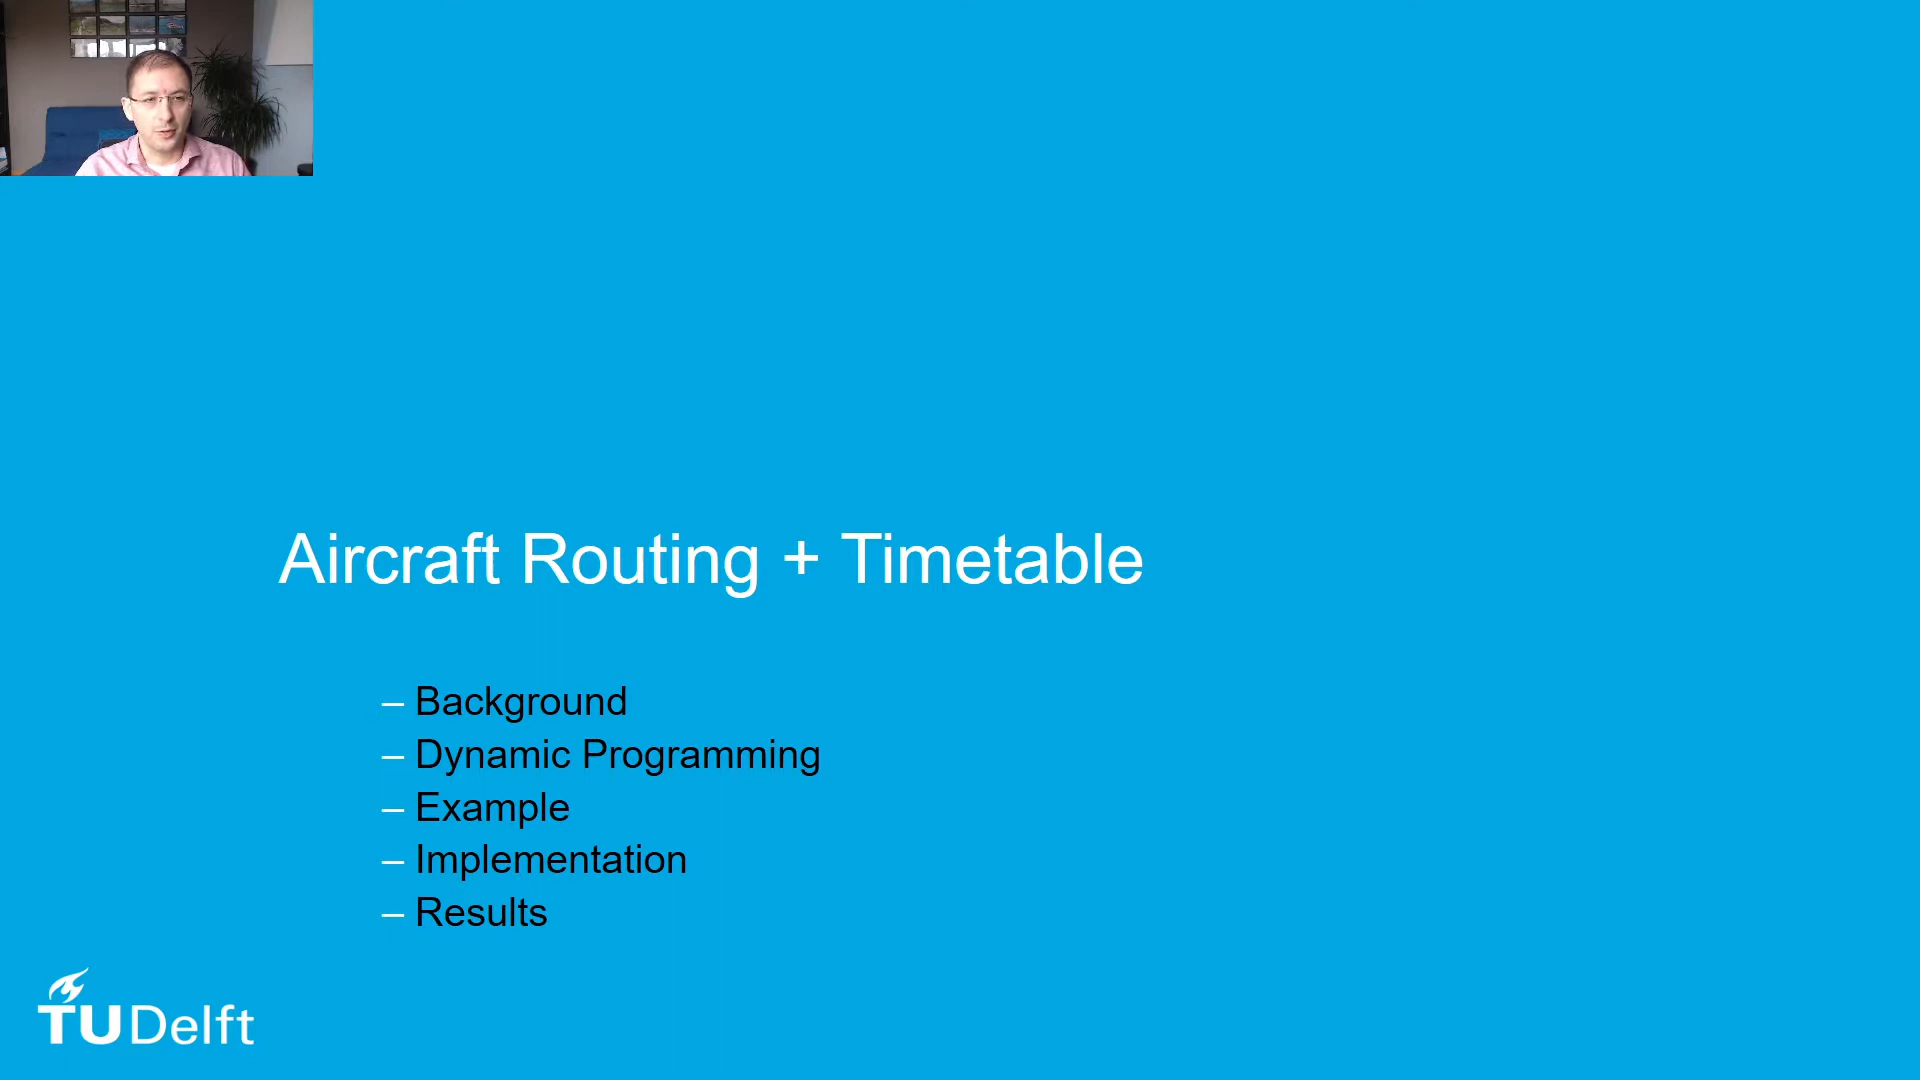 Aircraft Routing + Timetable
– Background
– Dynamic Programming
– Example
– Implementation
– Results
TUDelft